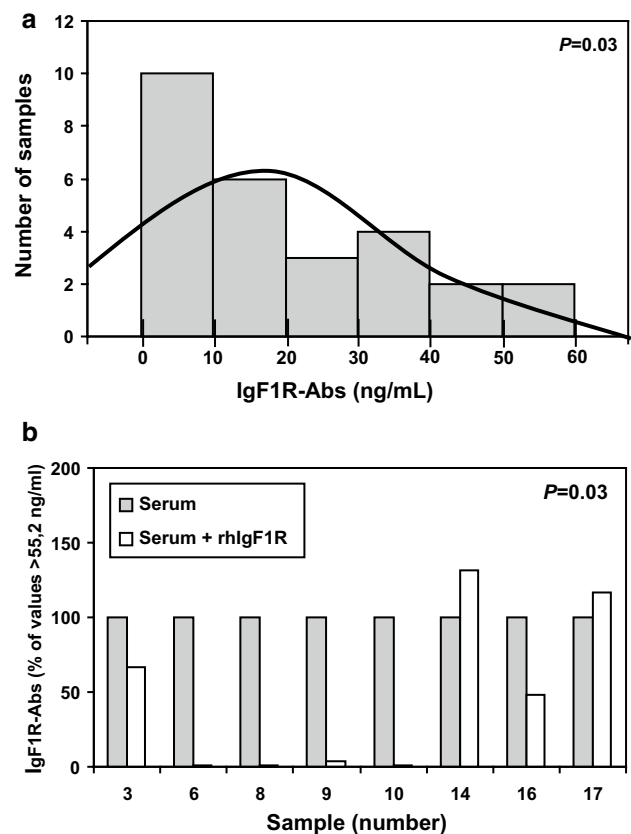 a
P=0.03
12
10
8
6
4
2
0
Number of samples
0 10 20 30 40 50 60
IgF1R-Abs (ng/mL)
b
P=0.03
200
150
100
50
0
IgF1R-Abs (% of values >55,2 ng/ml)
Serum
Serum + rhIgF1R
3 6 8 9 10 14 16 17
Sample (number)